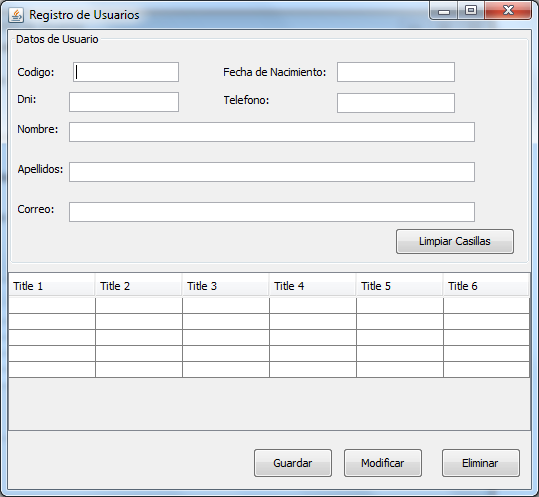 Registro de Usuarios
Datos de Usuario
Codigo: Fecha de Nacimiento:
Dni: Telefono:
Nombre:
Apellidos:
Correo:
Limpiar Casillas
Title 1 Title 2 Title 3 Title 4 Title 5 Title 6
Guardar Modificar Eliminar